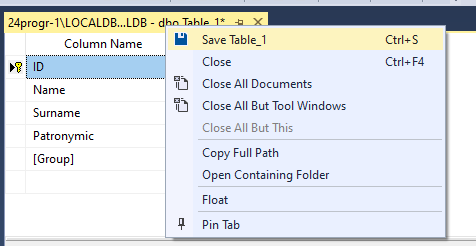 24progr-1\LOCALDB...LDB - dbo.Table_1*
Column Name
ID
Name
Surname
Patronymic
[Group]
Save Table_1 Ctrl+S
Close Ctrl+F4
Close All Documents
Close All But Tool Windows
Close All But This
Copy Full Path
Open Containing Folder
Float
Pin Tab